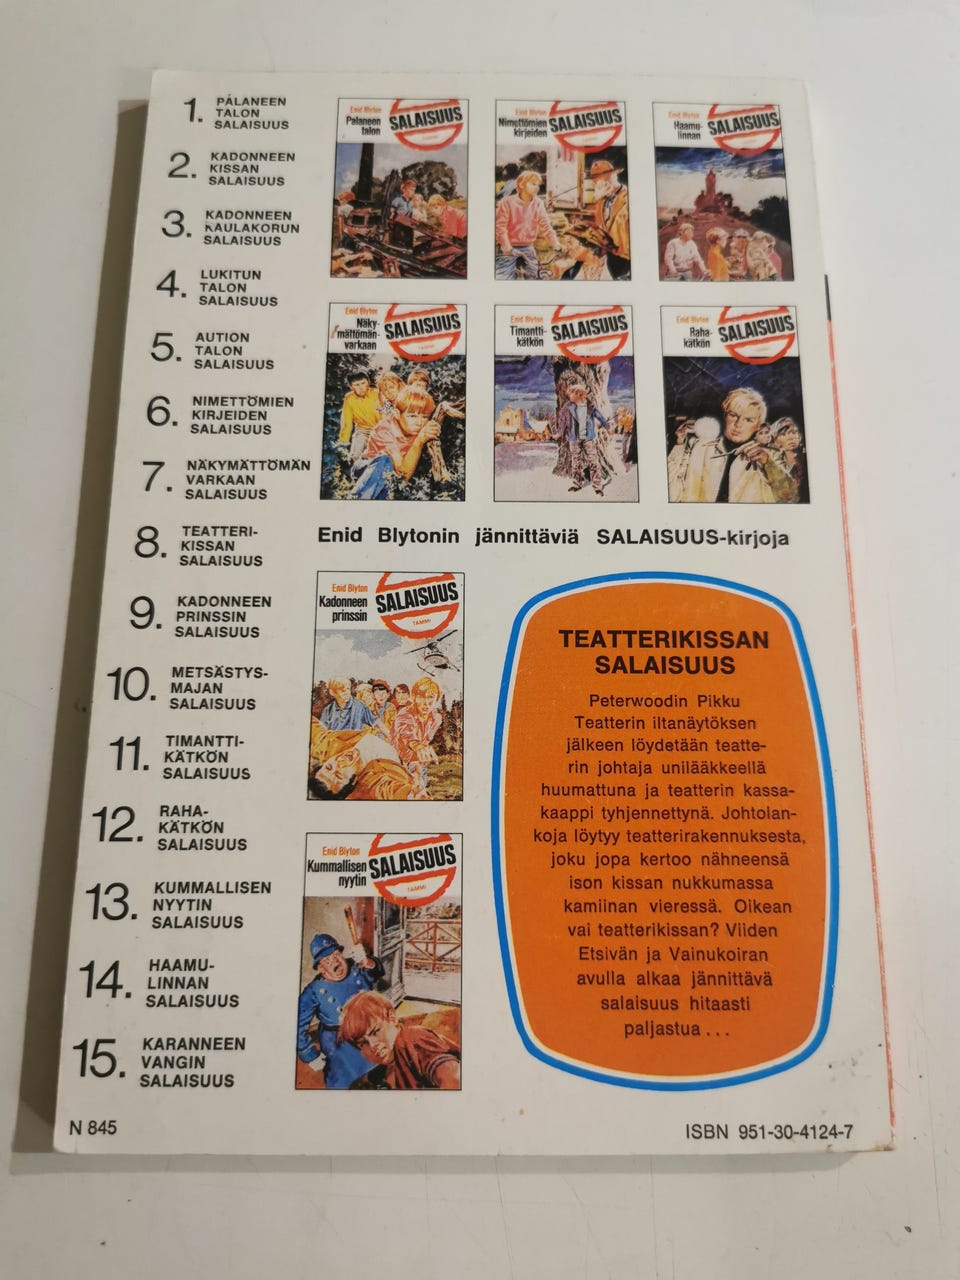 1. PALANEEN
TALON
SALAISUUS
2. KADONNEEN
KISSAN
SALAISUUS
3. KADONNEEN
KAULAKORUN
SALAISUUS
4. LUKITUN
TALON
SALAISUUS
5. AUTION
TALON
SALAISUUS
6. NIMETTÖMIEN
KIRJEIDEN
SALAISUUS
7. NÄKYMÄTTÖMÄN
VARKAAN
SALAISUUS
8. TEATTERI-
KISSAN
SALAISUUS
9. KADONNEEN
PRINSSIN
SALAISUUS
10. METSÄSTYS-
MAJAN
SALAISUUS
11. TIMANTTI-
KÄTKÖN
SALAISUUS
12. RAHA-
KÄTKÖN
SALAISUUS
13. KUMMALLISEN
NYYTIN
SALAISUUS
14. HAAMU-
LINNAN
SALAISUUS
15. KARANNEEN
VANGIN
SALAISUUS
N 845
Enid Blyton
Palaneen
talon
SALAISUUS
TAMMI
Enid Blyton
Nimettömien
kirjeiden
SALAISUUS
Enid Blyton
Haamu-
linnan
SALAISUUS
Enid Blyton
Näky-
mättömän
varkaan
SALAISUUS
TAMMI
Enid Blyton
Timantti-
kätkön
SALAISUUS
Enid Blyton
Raha-
kätkön
SALAISUUS
Enid Blytonin jännittäviä SALAISUUS-kirjoja
Enid Blyton
Kadonneen
prinssin
SALAISUUS
TAMMI
Enid Blyton
Kummallisen
nyytin
SALAISUUS
TAMMI
TEATTERIKISSAN
SALAISUUS
Peterwoodin Pikku
Teatterin iltanäytöksen
jälkeen löydetään teatte-
rin johtaja unilääkkeellä
huumattuna ja teatterin kassa-
kaappi tyhjennettynä. Johtolan-
koja löytyy teatterirakennuksesta,
joku jopa kertoo nähneensä
ison kissan nukkumassa
kamiinan vieressä. Oikean
vai teatterikissan? Viiden
Etsivän ja Vainukoiran
avulla alkaa jännittävä
salaisuus hitaasti
paljastua...
ISBN 951-30-4124-7